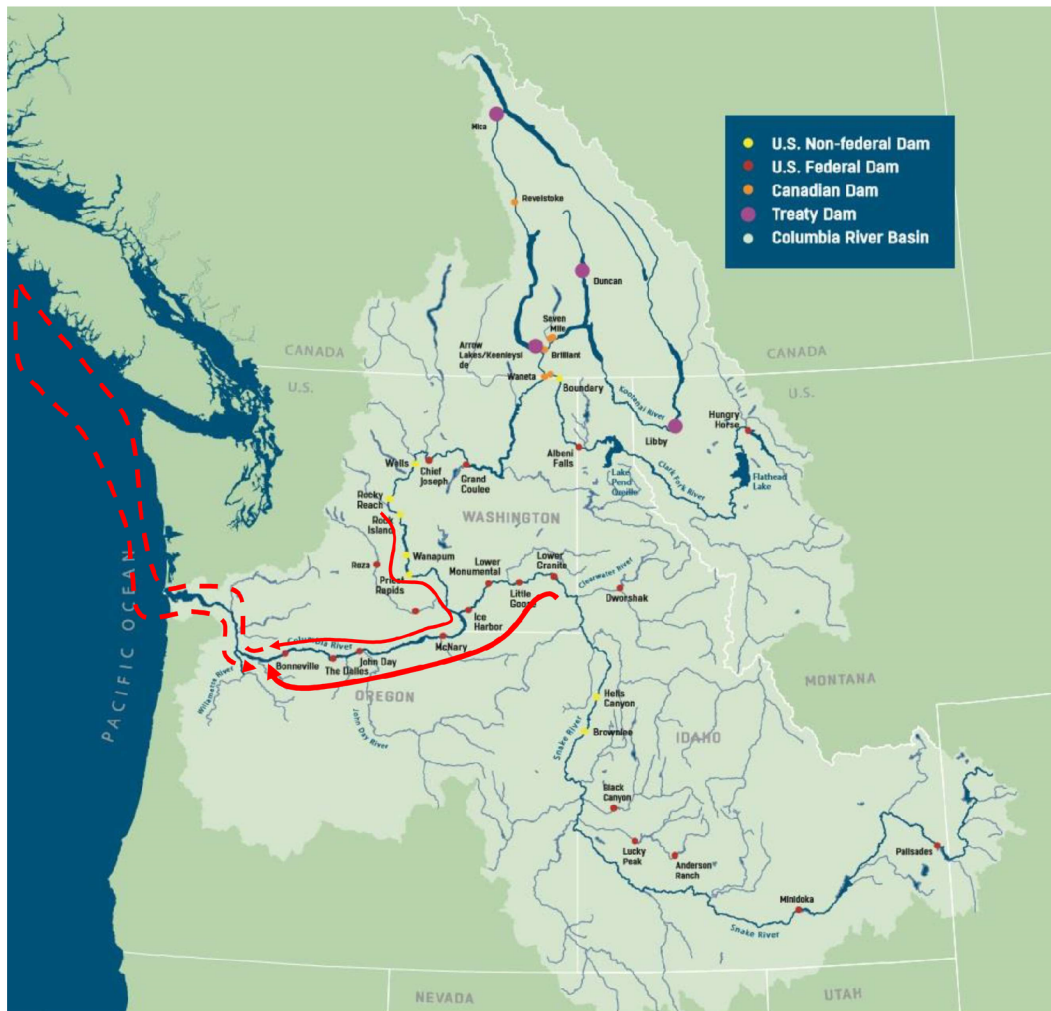 Mica
U.S. Non-federal Dam
U.S. Federal Dam
Canadian Dam
Treaty Dam
Columbia River Basin
Revelstoke
Duncan
Seven
Mile
CANADA
Arrow
Lakes/Keenleysi
de
Brilliant
CANADA
U.S.
Waneta
Boundary
U.S.
Kootenai River
Hungry
Horse
Libby
Wells
Chief
Joseph
Grand
Coulee
Albeni
Falls
Lake
Pend
Oreille
Clark Fork River
Flathead
Lake
Rocky
Reach
Rock
Island
WASHINGTON
Wanapum
Roza
Priest
Rapids
Lower
Monumental
Lower
Granite
Little
Goose
Clearwater River
Dworshak
Ice
Harbor
PACIFIC OCEAN
Columbia River
McNary
Bonneville
The Dalles
John Day
Willamette River
OREGON
John Day River
MONTANA
Hells
Canyon
Snake River
Brownlee
IDAHO
Black
Canyon
Lucky
Peak
Anderson
Ranch
Palisades
Minidoka
Snake River
NEVADA
UTAH